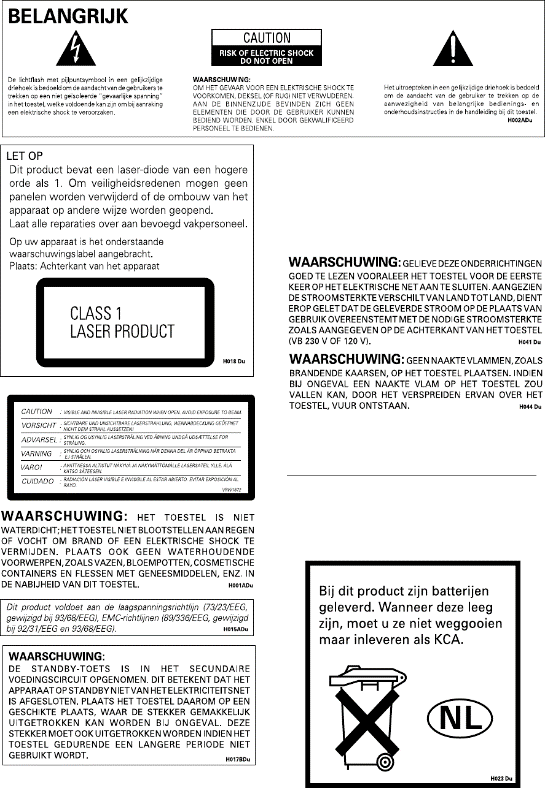 BELANGRIJK
De lichtflash met pijlpuntsymbool in een gelijkzijdige
driehoek is bedoeld om de aandacht van de gebruikers te
trekken op een niet geïsoleerde "gevaarlijke spanning"
in het toestel, welke voldoende kan zijn om bij aanraking
een elektrische shock te veroorzaken.
CAUTION
RISK OF ELECTRIC SHOCK
DO NOT OPEN
WAARSCHUWING:
OM HET GEVAAR VOOR EEN ELEKTRISCHE SHOCK TE
VOORKOMEN, DEKSEL (OF RUG) NIET VERWIJDEREN.
AAN DE BINNENZIJDE BEVINDEN ZICH GEEN
ELEMENTEN DIE DOOR DE GEBRUIKER KUNNEN
BEDIEND WORDEN. ENKEL DOOR GEKWALIFICEERD
PERSONEEL TE BEDIENEN.
Het uitroepteken in een gelijkzijdige driehoek is bedoeld
om de aandacht van de gebruiker te trekken op de
aanwezigheid van belangrijke bedienings- en
onderhoudsinstructies in de handleiding bij dit toestel.
H002ADu
LET OP
Dit product bevat een laser-diode van een hogere
orde als 1. Om veiligheidsredenen mogen geen
panelen worden verwijderd of de ombouw van het
apparaat op andere wijze worden geopend.
Laat alle reparaties over aan bevoegd vakpersoneel.
Op uw apparaat is het onderstaande
waarschuwingslabel aangebracht.
Plaats: Achterkant van het apparaat
CLASS 1
LASER PRODUCT
H018 Du
CAUTION : VISIBLE AND INVISIBLE LASER RADIATION WHEN OPEN, AVOID EXPOSURE TO BEAM.
VORSICHT : SICHTBARE UND UNSICHTBARE LASERSTRAHLUNG, WENN ABDECKUNG GEÖFFNET
NICHT DEM STRAHL AUSSETZEN!
ADVARSEL : SYNLIG OG USYNLIG LASERSTRÅLING VED ÅBNING UNDGÅ UDSÆTTELSE FOR
STRÅLING.
VARNING : SYNLIG OCH OSYNLIG LASERSTRÅLNING NÄR DENNA DEL ÄR ÖPPNAD BETRAKTA
EJ STRÅLEN.
VARO! : AVATTAESSA ALTISTUT NÄKYVÄ JA NÄKYMÄTTÖMÄLLE LASERSÄTEILYLLE. ÄLÄ
KATSO SÄTEESEN.
CUIDADO : RADIACIÓN LÁSER VISIBLE E INVISIBLE AL ESTAR ABIERTO. EVITAR EXPOSICIÓN AL
RAYO.
WAARSCHUWING: HET TOESTEL IS NIET
WATERDICHT; HET TOESTEL NIET BLOOTSTELLEN AAN REGEN
OF VOCHT OM BRAND OF EEN ELEKTRISCHE SHOCK TE
VERMIJDEN. PLAATS OOK GEEN WATERHOUDENDE
VOORWERPEN, ZOALS VAZEN, BLOEMPOTTEN, COSMETISCHE
CONTAINERS EN FLESSEN MET GENEESMIDDELEN, ENZ. IN
DE NABIJHEID VAN DIT TOESTEL. H001ADu
Dit product voldoet aan de laagspanningsrichtlijn (73/23/EEG,
gewijzigd bij 93/68/EEG), EMC-richtlijnen (89/336/EEG, gewijzigd
bij 92/31/EEG en 93/68/EEG). H015ADu
WAARSCHUWING:
DE STANDBY-TOETS IS IN HET SECUNDAIRE
VOEDINGSCIRCUIT OPGENOMEN. DIT BETEKENT DAT HET
APPARAAT OP STANDBY NIET VAN HET ELEKTRICITEITSNET
IS AFGESLOTEN. PLAATS HET TOESTEL DAAROM OP EEN
GESCHIKTE PLAATS, WAAR DE STEKKER GEMAKKELIJK
UITGETROKKEN KAN WORDEN BIJ ONGEVAL. DEZE
STEKKER MOET OOK UITGETROKKEN WORDEN INDIEN HET
TOESTEL GEDURENDE EEN LANGERE PERIODE NIET
GEBRUIKT WORDT. H017BDu
WAARSCHUWING: GELIEVE DEZE ONDERRICHTINGEN
GOED TE LEZEN VOORALEER HET TOESTEL VOOR DE EERSTE
KEER OP HET ELEKTRISCHE NET AAN TE SLUITEN. AANGEZIEN
DE STROOMSTERKTE VERSCHILT VAN LAND TOT LAND, DIENT
EROP GELET DAT DE GELEVERDE STROOM OP DE PLAATS VAN
GEBRUIK OVEREENSTEMT MET DE NODIGE STROOMSTERKTE
ZOALS AANGEGEVEN OP DE ACHTERKANT VAN HET TOESTEL
(VB 230 V OF 120 V). H041 Du
WAARSCHUWING: GEEN NAAKTE VLAMMEN, ZOALS
BRANDENDE KAARSEN, OP HET TOESTEL PLAATSEN. INDIEN
BIJ ONGEVAL EEN NAAKTE VLAM OP HET TOESTEL ZOU
VALLEN KAN, DOOR HET VERSPREIDEN ERVAN OVER HET
TOESTEL, VUUR ONTSTAAN. H044 Du
Bij dit product zijn batterijen
geleverd. Wanneer deze leeg
zijn, moet u ze niet weggooien
maar inleveren als KCA.
NL
H023 Du